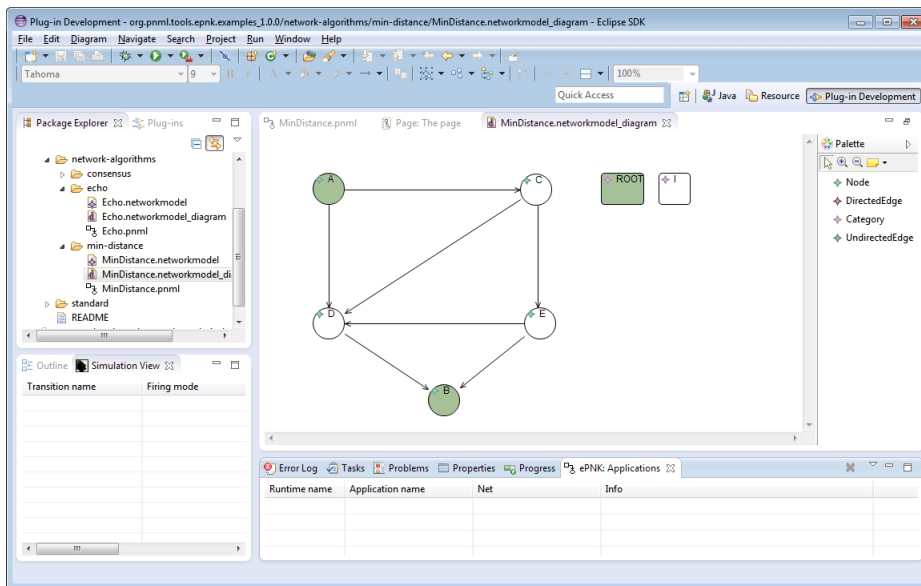 Plug-in Development - org.pnml.tools.epnk.examples_1.0.0/network-algorithms/min-distance/MinDistance.networkmodel_diagram - Eclipse SDK
File Edit Diagram Navigate Search Project Run Window Help
Tahoma 9 B I A 100%
Quick Access Java Resource Plug-in Development
Package Explorer Plug-ins
network-algorithms
consensus
echo
Echo.networkmodel
Echo.networkmodel_diagram
Echo.pnml
min-distance
MinDistance.networkmodel
MinDistance.networkmodel_di
MinDistance.pnml
standard
README
Outline Simulation View
Transition name Firing mode
MinDistance.pnml Page: The page MinDistance.networkmodel_diagram
A C ROOT I
D E
B
Palette
Node
DirectedEdge
Category
UndirectedEdge
Error Log Tasks Problems Properties Progress ePNK: Applications
Runtime name Application name Net Info